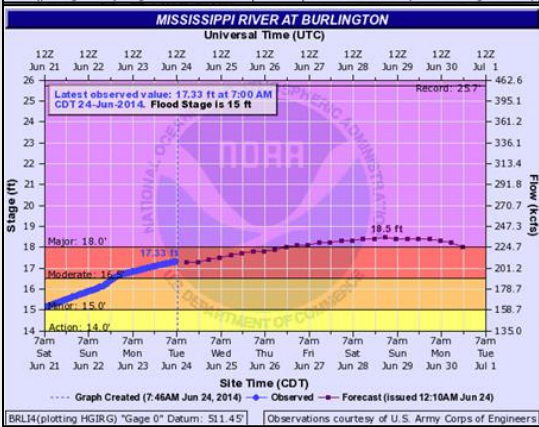 MISSISSIPPI RIVER AT BURLINGTON
Universal Time (UTC)
12Z 12Z 12Z 12Z 12Z 12Z 12Z 12Z 12Z 12Z 12Z
Jun 21 Jun 22 Jun 23 Jun 24 Jun 25 Jun 26 Jun 27 Jun 28 Jun 29 Jun 30 Jul 1
Latest observed value: 17.33 ft at 7:00 AM
CDT 24-Jun-2014. Flood Stage is 15 ft
Record: 25.7'
26 462.6
25 395.1
24 361.2
23 336.1
22 313.4
21 291.8
20 270.7
19 247.3
18 224.7
17 201.2
16 178.7
15 158.7
14 135.0
Stage (ft)
Flow (kcfs)
NATIONAL OCEANIC AND ATMOSPHERIC ADMINISTRATION
NOAA
U.S. DEPARTMENT OF COMMERCE
18.5 ft
17.33 ft
Major: 18.0'
Moderate: 16.5'
Minor: 15.0'
Action: 14.0'
7am 7am 7am 7am 7am 7am 7am 7am 7am 7am 7am
Sat Sun Mon Tue Wed Thu Fri Sat Sun Mon Tue
Jun 21 Jun 22 Jun 23 Jun 24 Jun 25 Jun 26 Jun 27 Jun 28 Jun 29 Jun 30 Jul 1
Site Time (CDT)
Graph Created (7:46AM Jun 24, 2014) Observed Forecast (issued 12:10AM Jun 24)
BRLI4(plotting HGIRG) "Gage 0" Datum: 511.45'
Observations courtesy of U.S. Army Corps of Engineers